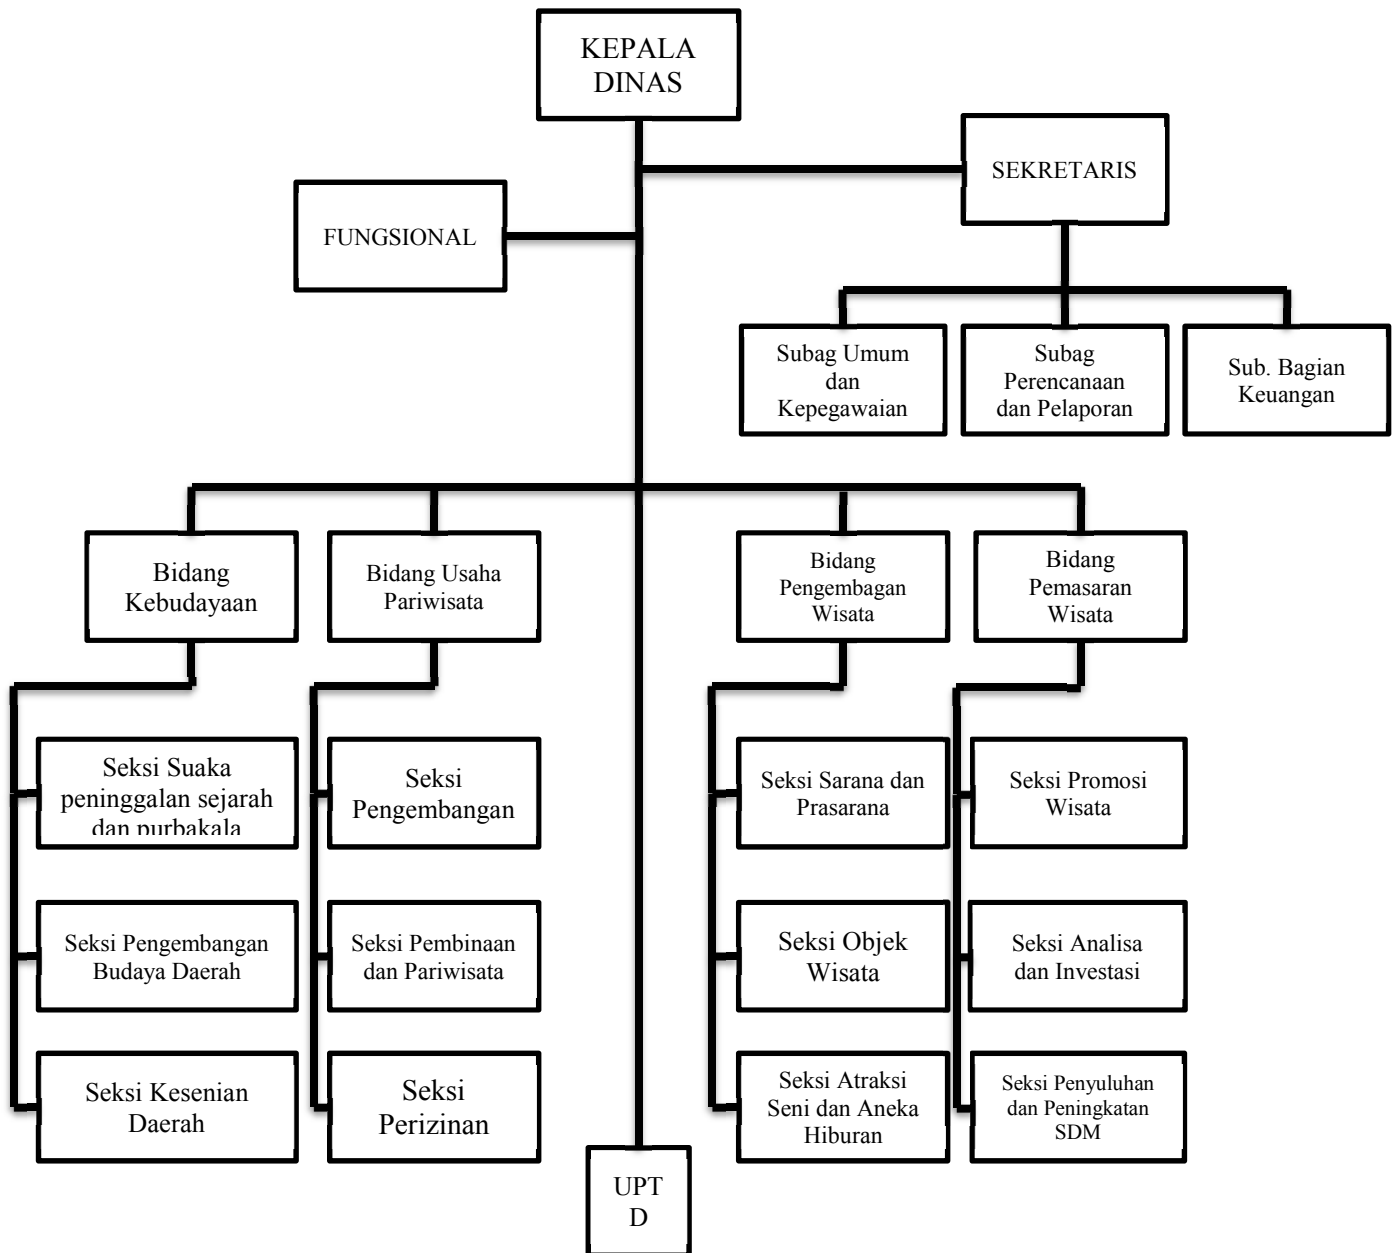 KEPALA
DINAS
SEKRETARIS
FUNGSIONAL
Subag Umum
dan
Kepegawaian
Subag
Perencanaan
dan Pelaporan
Sub. Bagian
Keuangan
Bidang
Kebudayaan
Bidang Usaha
Pariwisata
Bidang
Pengembagan
Wisata
Bidang
Pemasaran
Wisata
Seksi Suaka
peninggalan sejarah
dan purbakala
Seksi
Pengembangan
Seksi Sarana dan
Prasarana
Seksi Promosi
Wisata
Seksi Pengembangan
Budaya Daerah
Seksi Pembinaan
dan Pariwisata
Seksi Objek
Wisata
Seksi Analisa
dan Investasi
Seksi Kesenian
Daerah
Seksi
Perizinan
Seksi Atraksi
Seni dan Aneka
Hiburan
Seksi Penyuluhan
dan Peningkatan
SDM
UPT
D